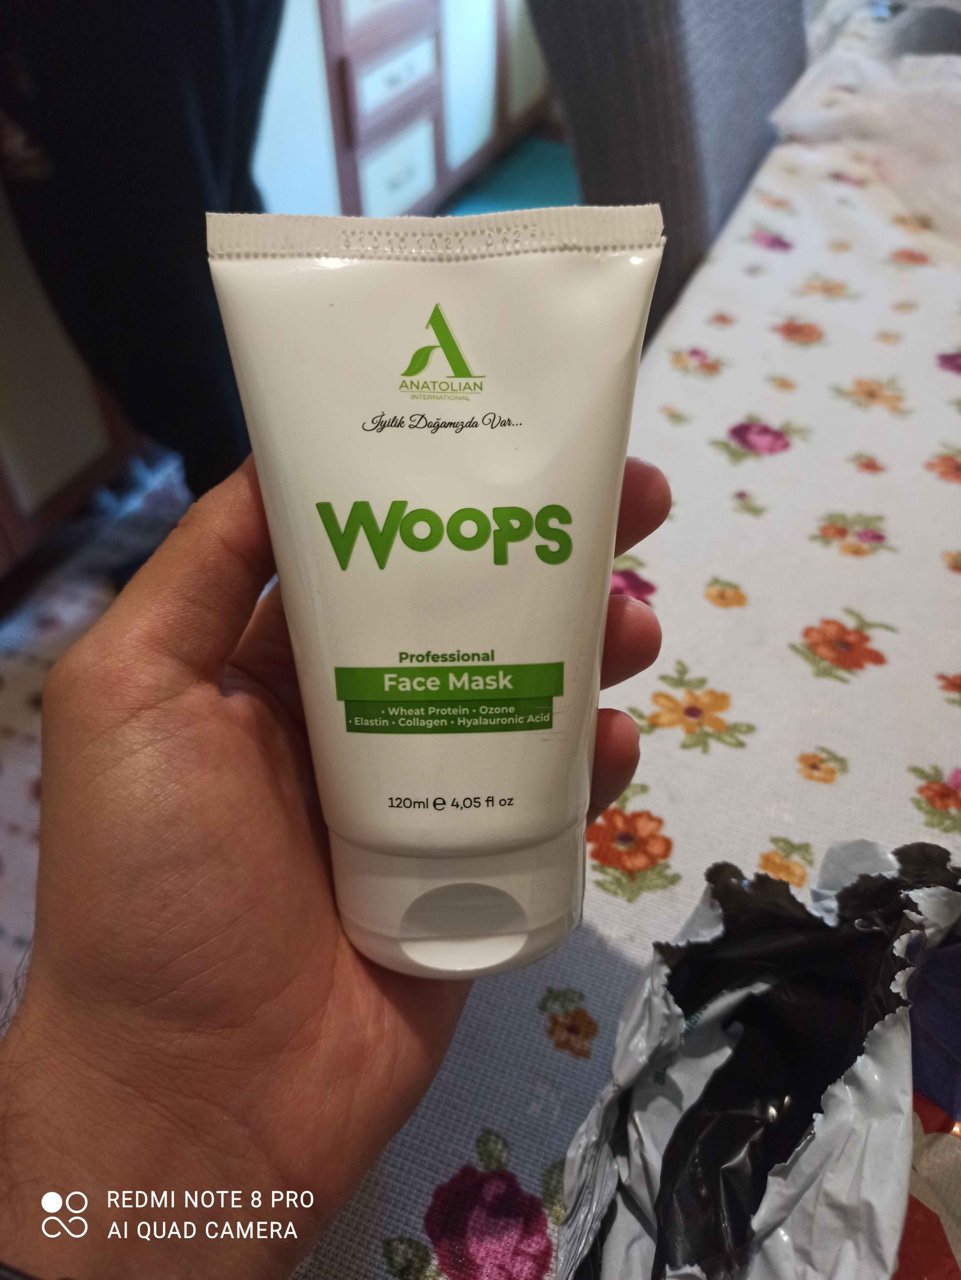 ANATOLIAN
INTERNATIONAL
İyilik Doğamızda Var...
WOOPS
Professional
Face Mask
• Wheat Protein • Ozone
• Elastin • Collagen • Hyalauronic Acid
120ml ℮ 4,05 fl oz
REDMI NOTE 8 PRO
AI QUAD CAMERA